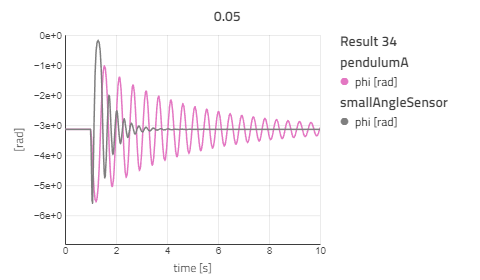 0.05
Result 34
pendulumA
phi [rad]
smallAngleSensor
phi [rad]
0e+0
−1e+0
−2e+0
−3e+0
−4e+0
−5e+0
−6e+0
[rad]
0 2 4 6 8 10
time [s]